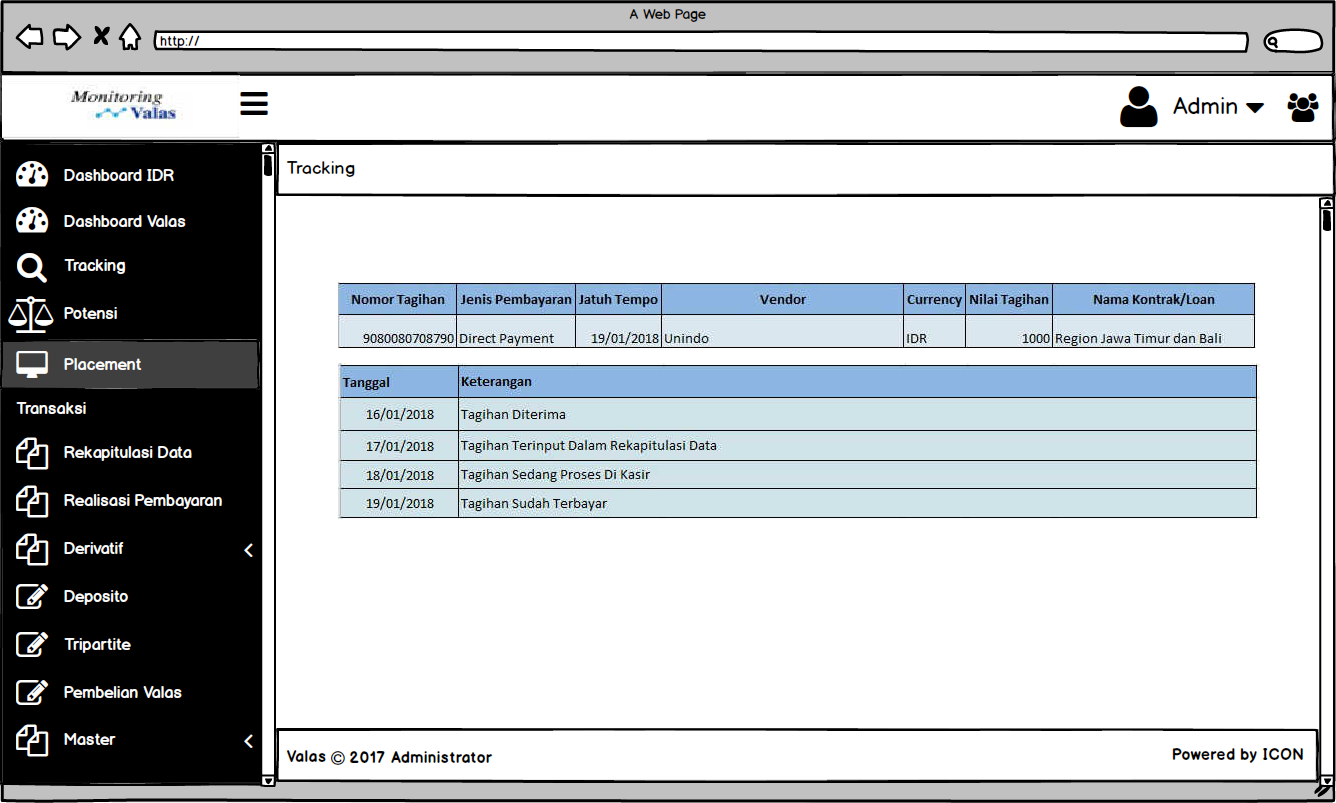 A Web Page
http://
Monitoring
Valas
Admin
Dashboard IDR
Dashboard Valas
Tracking
Potensi
Placement
Transaksi
Rekapitulasi Data
Realisasi Pembayaran
Derivatif
Deposito
Tripartite
Pembelian Valas
Master
Tracking
Nomor Tagihan Jenis Pembayaran Jatuh Tempo Vendor Currency Nilai Tagihan Nama Kontrak/Loan
9080080708790 Direct Payment 19/01/2018 Unindo IDR 1000 Region Jawa Timur dan Bali
Tanggal Keterangan
16/01/2018 Tagihan Diterima
17/01/2018 Tagihan Terinput Dalam Rekapitulasi Data
18/01/2018 Tagihan Sedang Proses Di Kasir
19/01/2018 Tagihan Sudah Terbayar
Valas © 2017 Administrator
Powered by ICON